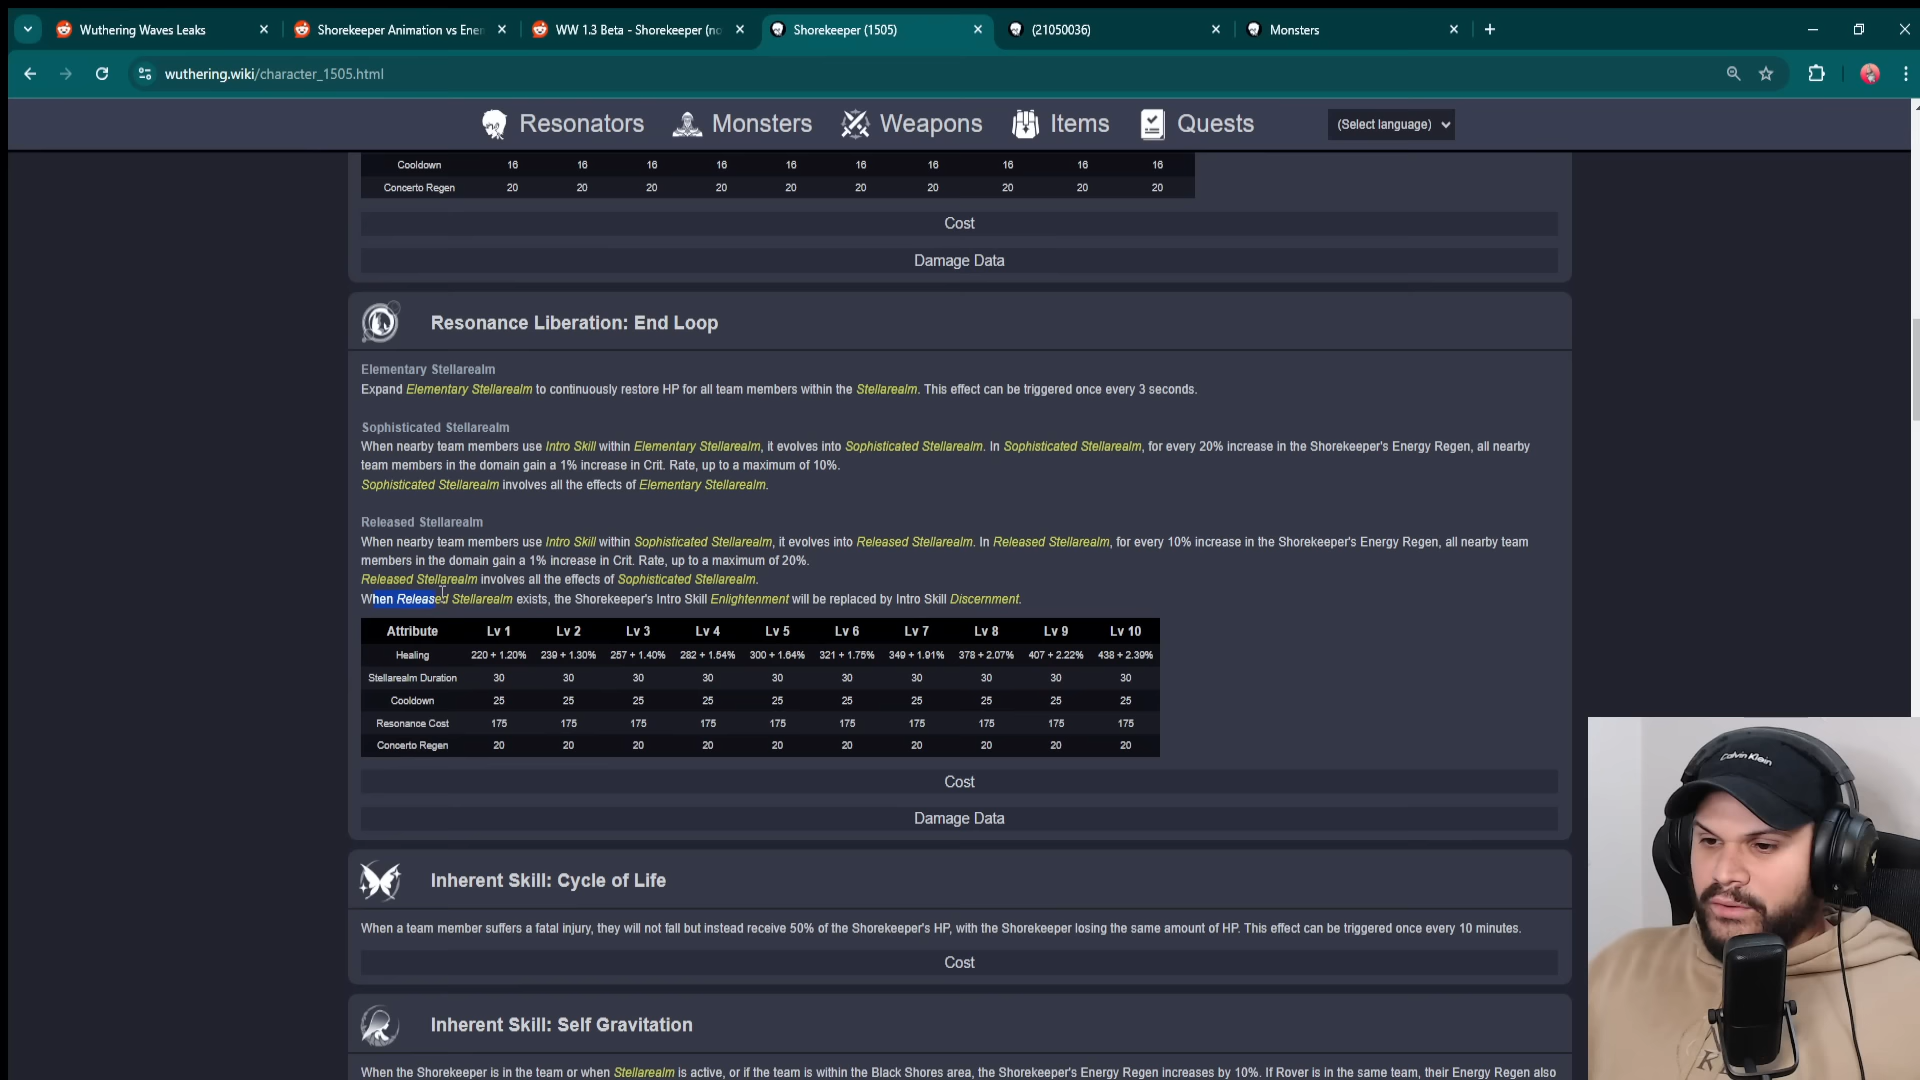 Wuthering Waves Leaks
Shorekeeper Animation vs Ener
WW 1.3 Beta - Shorekeeper (no
Shorekeeper (1505)
(21050036)
Monsters
wuthering.wiki/character_1505.html
Resonators Monsters Weapons Items Quests (Select language)
Cooldown 16 16 16 16 16 16 16 16 16 16
Concerto Regen 20 20 20 20 20 20 20 20 20 20
Cost
Damage Data
Resonance Liberation: End Loop
Elementary Stellarealm
Expand Elementary Stellarealm to continuously restore HP for all team members within the Stellarealm. This effect can be triggered once every 3 seconds.
Sophisticated Stellarealm
When nearby team members use Intro Skill within Elementary Stellarealm, it evolves into Sophisticated Stellarealm. In Sophisticated Stellarealm, for every 20% increase in the Shorekeeper's Energy Regen, all nearby
team members in the domain gain a 1% increase in Crit. Rate, up to a maximum of 10%.
Sophisticated Stellarealm involves all the effects of Elementary Stellarealm.
Released Stellarealm
When nearby team members use Intro Skill within Sophisticated Stellarealm, it evolves into Released Stellarealm. In Released Stellarealm, for every 10% increase in the Shorekeeper's Energy Regen, all nearby team
members in the domain gain a 1% increase in Crit. Rate, up to a maximum of 20%.
Released Stellarealm involves all the effects of Sophisticated Stellarealm.
When Released Stellarealm exists, the Shorekeeper's Intro Skill Enlightenment will be replaced by Intro Skill Discernment.
Attribute Lv 1 Lv 2 Lv 3 Lv 4 Lv 5 Lv 6 Lv 7 Lv 8 Lv 9 Lv 10
Healing 220 + 1.20% 239 + 1.30% 257 + 1.40% 282 + 1.54% 300 + 1.64% 321 + 1.75% 349 + 1.91% 378 + 2.07% 407 + 2.22% 438 + 2.39%
Stellarealm Duration 30 30 30 30 30 30 30 30 30 30
Cooldown 25 25 25 25 25 25 25 25 25 25
Resonance Cost 175 175 175 175 175 175 175 175 175 175
Concerto Regen 20 20 20 20 20 20 20 20 20 20
Cost
Damage Data
Calvin Klein
Inherent Skill: Cycle of Life
When a team member suffers a fatal injury, they will not fall but instead receive 50% of the Shorekeeper's HP, with the Shorekeeper losing the same amount of HP. This effect can be triggered once every 10 minutes.
Cost
Inherent Skill: Self Gravitation
When the Shorekeeper is in the team or when Stellarealm is active, or if the team is within the Black Shores area, the Shorekeeper's Energy Regen increases by 10%. If Rover is in the same team, their Energy Regen also